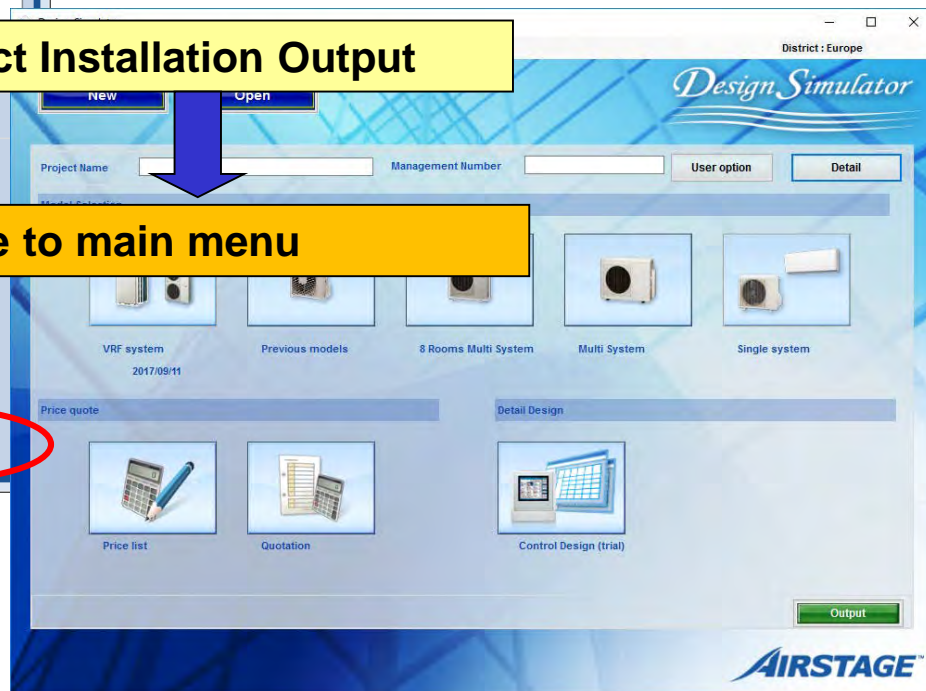 District : Europe
ct Installation Output
New Open
Design Simulator
Project Name Management Number User option Detail
e to main menu
VRF system Previous models 8 Rooms Multi System Multi System Single system
2017/09/11
Price quote Detail Design
Price list Quotation Control Design (trial)
Output
AIRSTAGE™